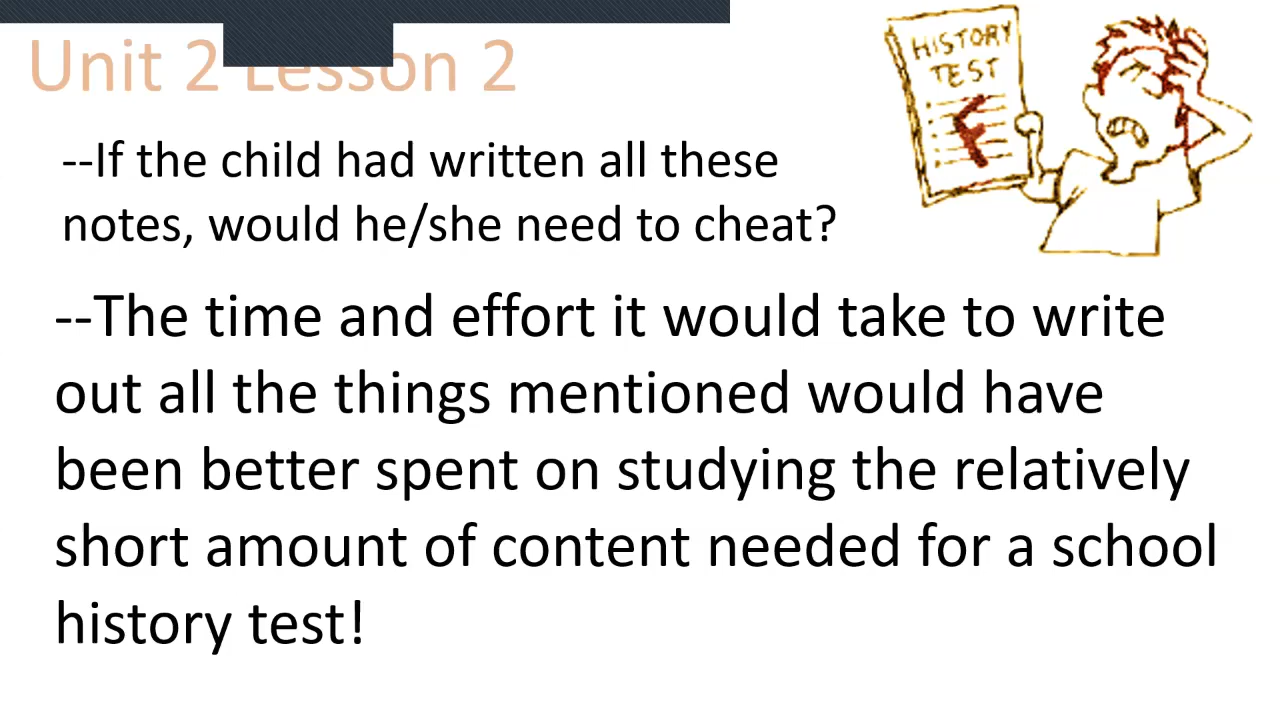 Unit 2 Lesson 2
HISTORY
TEST
F
--If the child had written all these
notes, would he/she need to cheat?
--The time and effort it would take to write
out all the things mentioned would have
been better spent on studying the relatively
short amount of content needed for a school
history test!